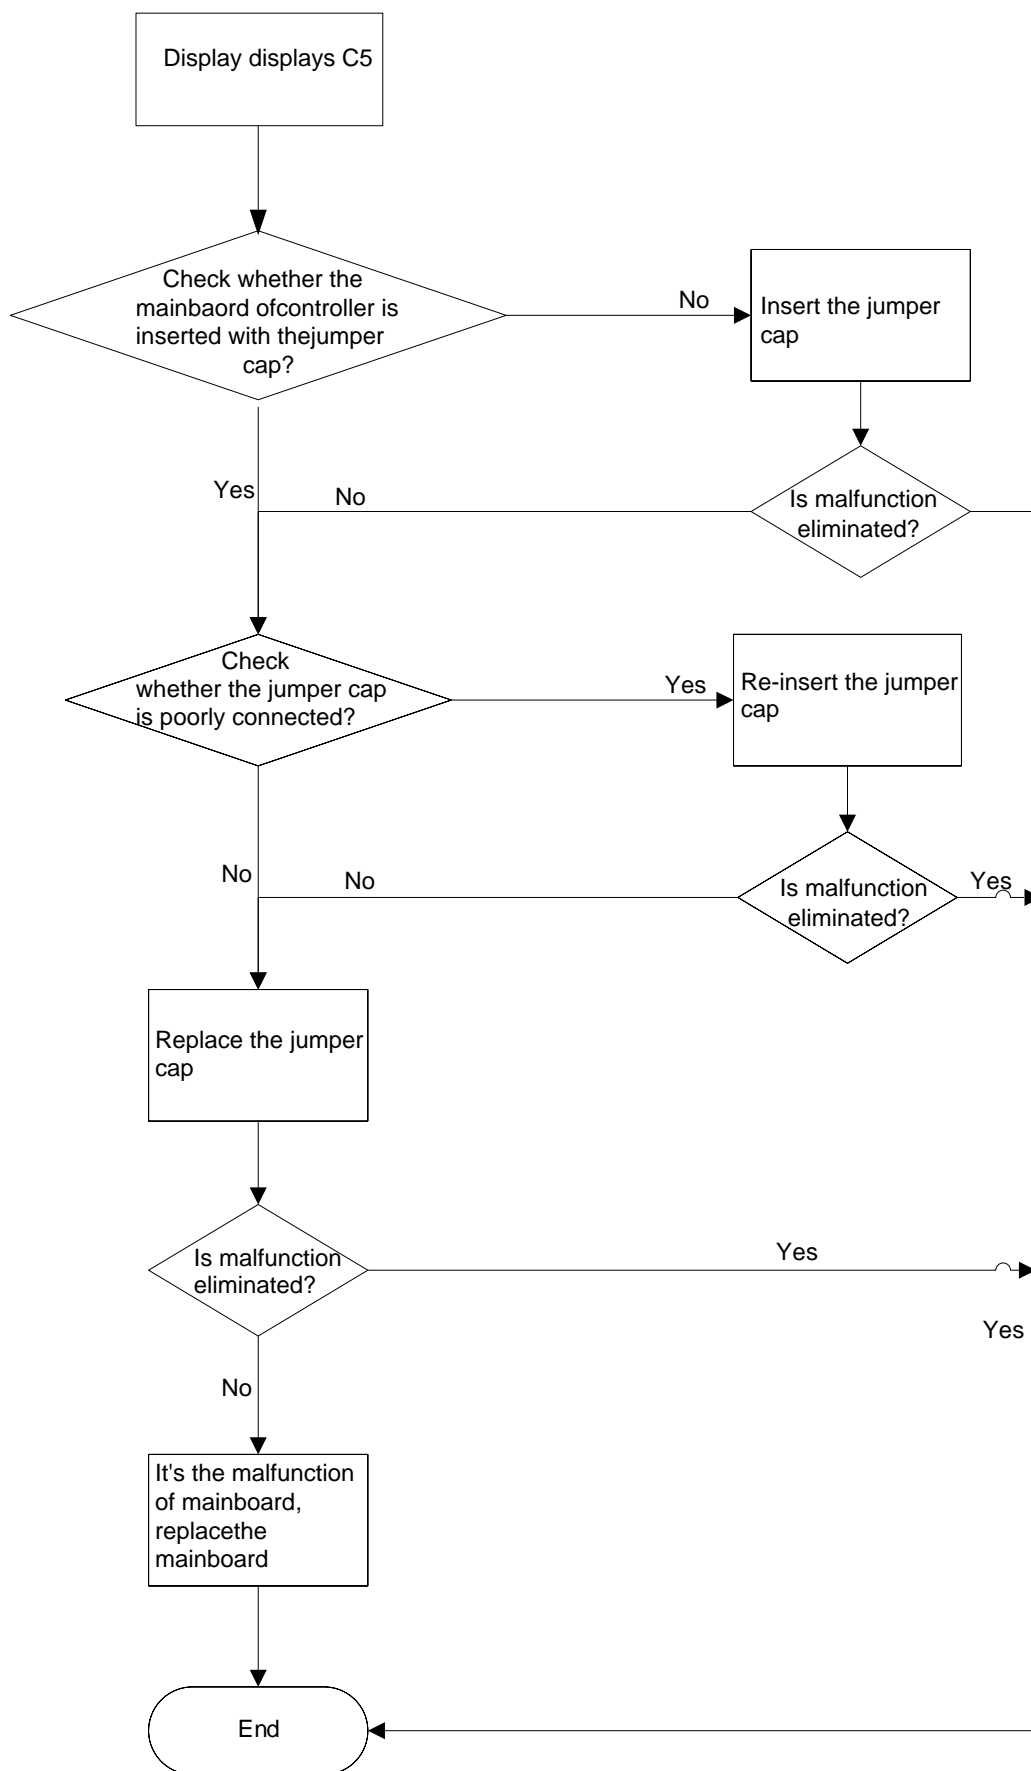 Display displays C5
Check whether the
mainbaord ofcontroller is
inserted with thejumper
cap?
No
Insert the jumper
cap
Yes
No
Is malfunction
eliminated?
Check
whether the jumper cap
is poorly connected?
Yes
Re-insert the jumper
cap
No
No
Is malfunction
eliminated?
Yes
Replace the jumper
cap
Is malfunction
eliminated?
Yes
Yes
No
It's the malfunction
of mainboard,
replacethe
mainboard
End